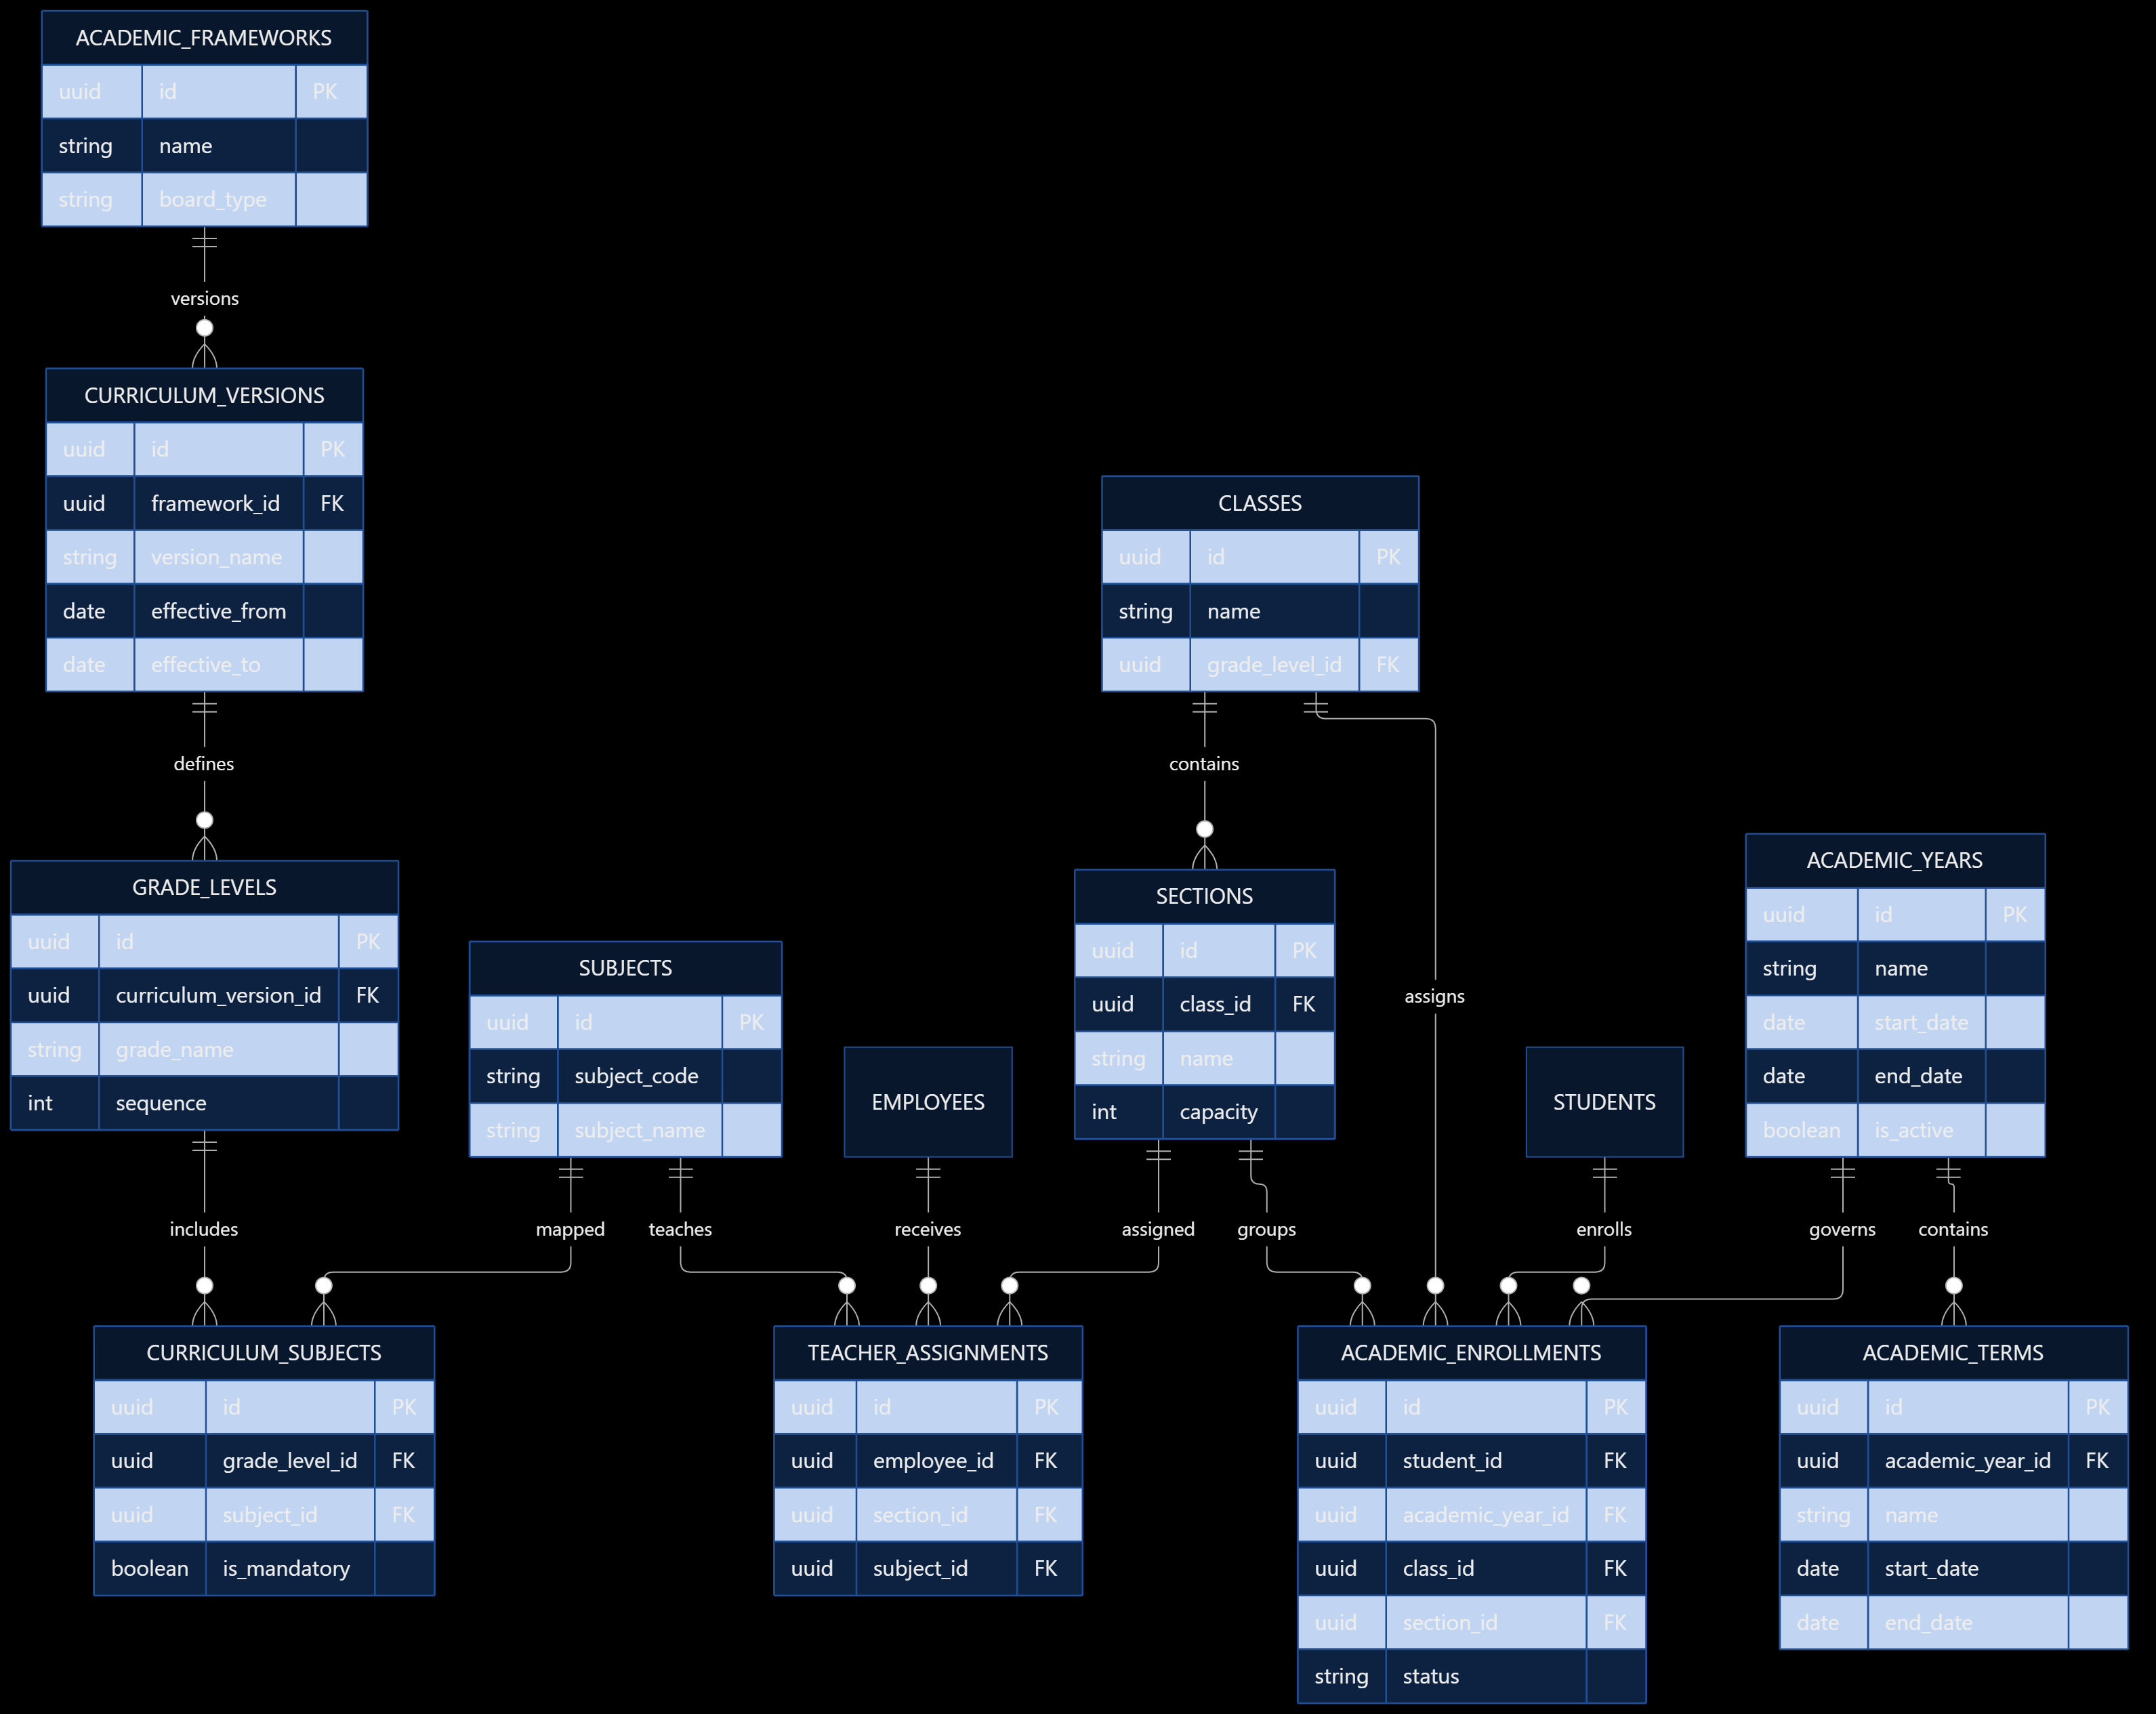 ACADEMIC_FRAMEWORKS
uuid id PK
string name
string board_type
versions
CURRICULUM_VERSIONS
uuid id PK
uuid framework_id FK
string version_name
date effective_from
date effective_to
defines
GRADE_LEVELS
uuid id PK
uuid curriculum_version_id FK
string grade_name
int sequence
includes
SUBJECTS
uuid id PK
string subject_code
string subject_name
mapped
teaches
EMPLOYEES
receives
CLASSES
uuid id PK
string name
uuid grade_level_id FK
contains
assigns
SECTIONS
uuid id PK
uuid class_id FK
string name
int capacity
assigned
groups
STUDENTS
enrolls
ACADEMIC_YEARS
uuid id PK
string name
date start_date
date end_date
boolean is_active
governs
contains
CURRICULUM_SUBJECTS
uuid id PK
uuid grade_level_id FK
uuid subject_id FK
boolean is_mandatory
TEACHER_ASSIGNMENTS
uuid id PK
uuid employee_id FK
uuid section_id FK
uuid subject_id FK
ACADEMIC_ENROLLMENTS
uuid id PK
uuid student_id FK
uuid academic_year_id FK
uuid class_id FK
uuid section_id FK
string status
ACADEMIC_TERMS
uuid id PK
uuid academic_year_id FK
string name
date start_date
date end_date